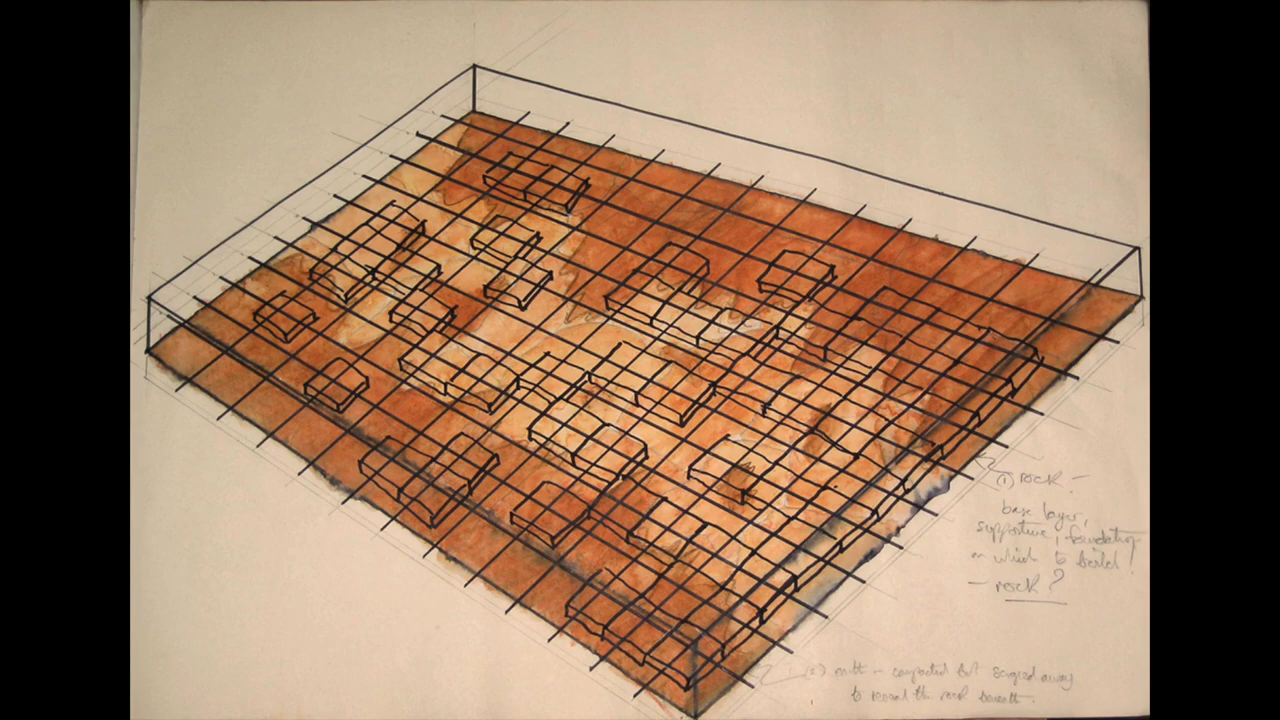 (1) rock -
base layer,
supportive, foundation
on which to build!
- rock?
(2) earth - compacted but scraped away
to reveal the rock beneath.